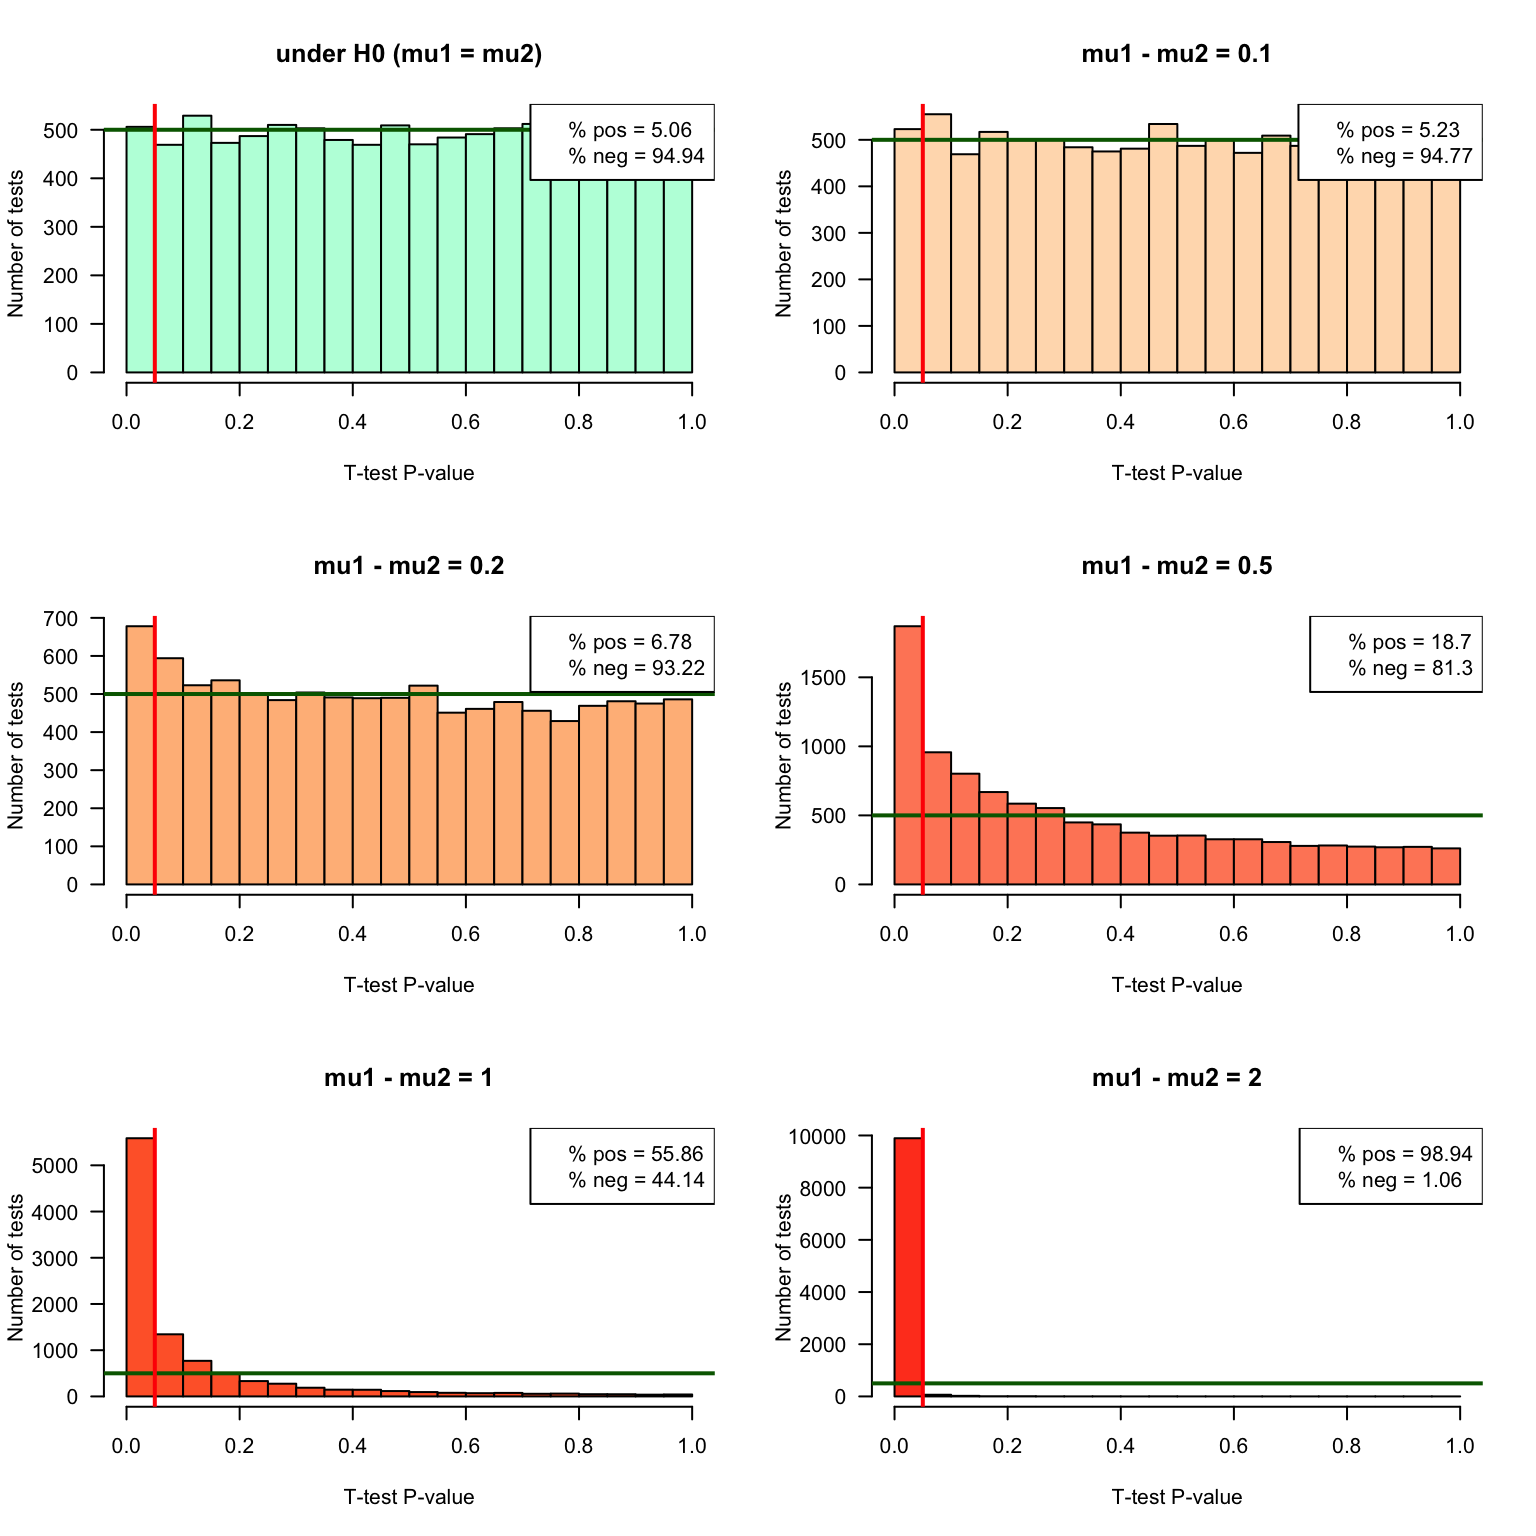 under H0 (mu1 = mu2)
% pos = 5.06
% neg = 94.94
Number of tests
500
400
300
200
100
0
0.0 0.2 0.4 0.6 0.8 1.0
T-test P-value
mu1 - mu2 = 0.1
% pos = 5.23
% neg = 94.77
Number of tests
500
400
300
200
100
0
0.0 0.2 0.4 0.6 0.8 1.0
T-test P-value
mu1 - mu2 = 0.2
% pos = 6.78
% neg = 93.22
Number of tests
700
600
500
400
300
200
100
0
0.0 0.2 0.4 0.6 0.8 1.0
T-test P-value
mu1 - mu2 = 0.5
% pos = 18.7
% neg = 81.3
Number of tests
1500
1000
500
0
0.0 0.2 0.4 0.6 0.8 1.0
T-test P-value
mu1 - mu2 = 1
% pos = 55.86
% neg = 44.14
Number of tests
5000
4000
3000
2000
1000
0
0.0 0.2 0.4 0.6 0.8 1.0
T-test P-value
mu1 - mu2 = 2
% pos = 98.94
% neg = 1.06
Number of tests
10000
8000
6000
4000
2000
0
0.0 0.2 0.4 0.6 0.8 1.0
T-test P-value